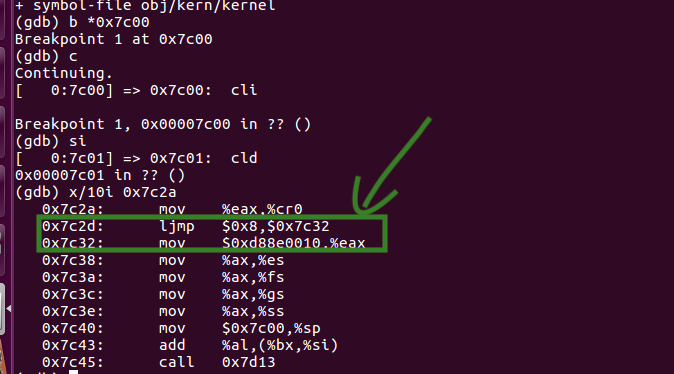 + symbol-file obj/kern/kernel
(gdb) b *0x7c00
Breakpoint 1 at 0x7c00
(gdb) c
Continuing.
[   0:7c00] => 0x7c00:  cli

Breakpoint 1, 0x00007c00 in ?? ()
(gdb) si
[   0:7c01] => 0x7c01:  cld
0x00007c01 in ?? ()
(gdb) x/10i 0x7c2a
   0x7c2a:      mov    %eax,%cr0
   0x7c2d:      ljmp   $0x8,$0x7c32
   0x7c32:      mov    $0xd88e0010,%eax
   0x7c38:      mov    %ax,%es
   0x7c3a:      mov    %ax,%fs
   0x7c3c:      mov    %ax,%gs
   0x7c3e:      mov    %ax,%ss
   0x7c40:      mov    $0x7c00,%sp
   0x7c43:      add    %al,(%bx,%si)
   0x7c45:      call   0x7d13